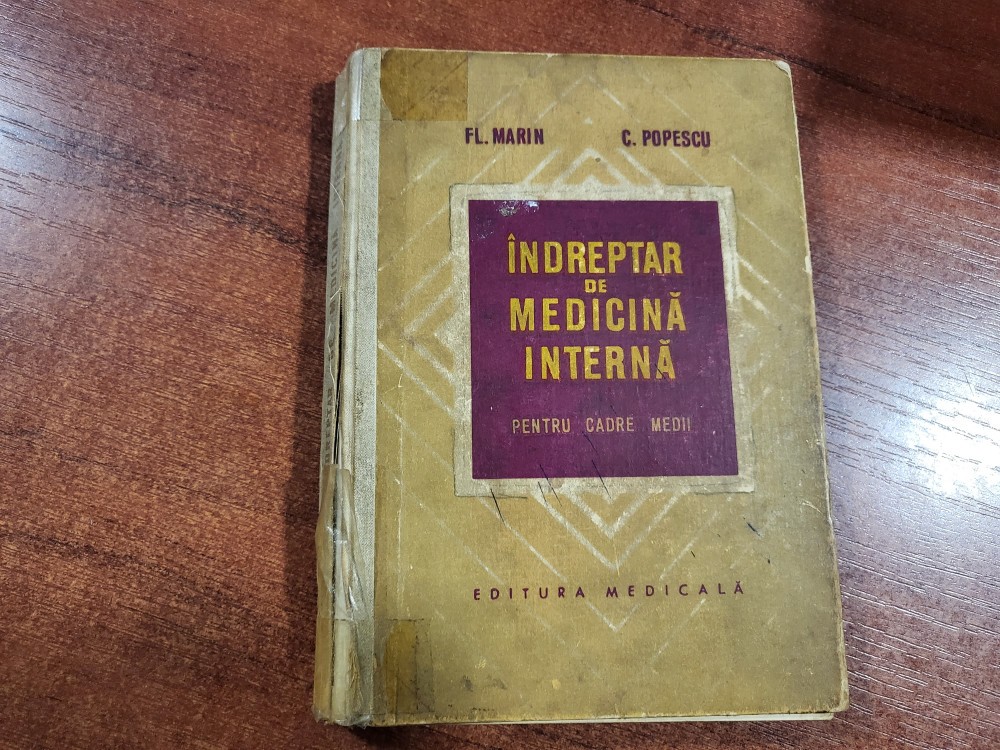 FL. MARIN C. POPESCU
ÎNDREPTAR
DE
MEDICINĂ
INTERNĂ
PENTRU CADRE MEDII
EDITURA MEDICALĂ